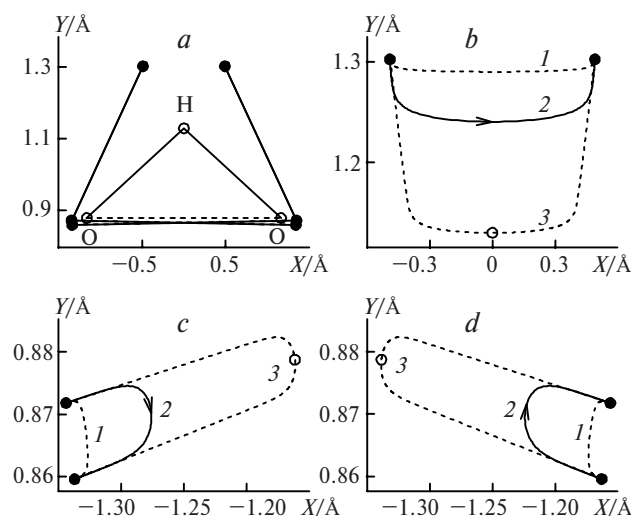 Y/Å a
1.3
H
1.1
0.9
O O
−0.5 0.5 X/Å
Y/Å b
1.3 1
2
1.2
3
−0.3 0 0.3 X/Å
Y/Å c
0.88
3
0.87 2
1
0.86
−1.30 −1.25 −1.20 X/Å
Y/Å d
0.88 3
0.87 2 1
0.86
−1.30 −1.25 −1.20 X/Å